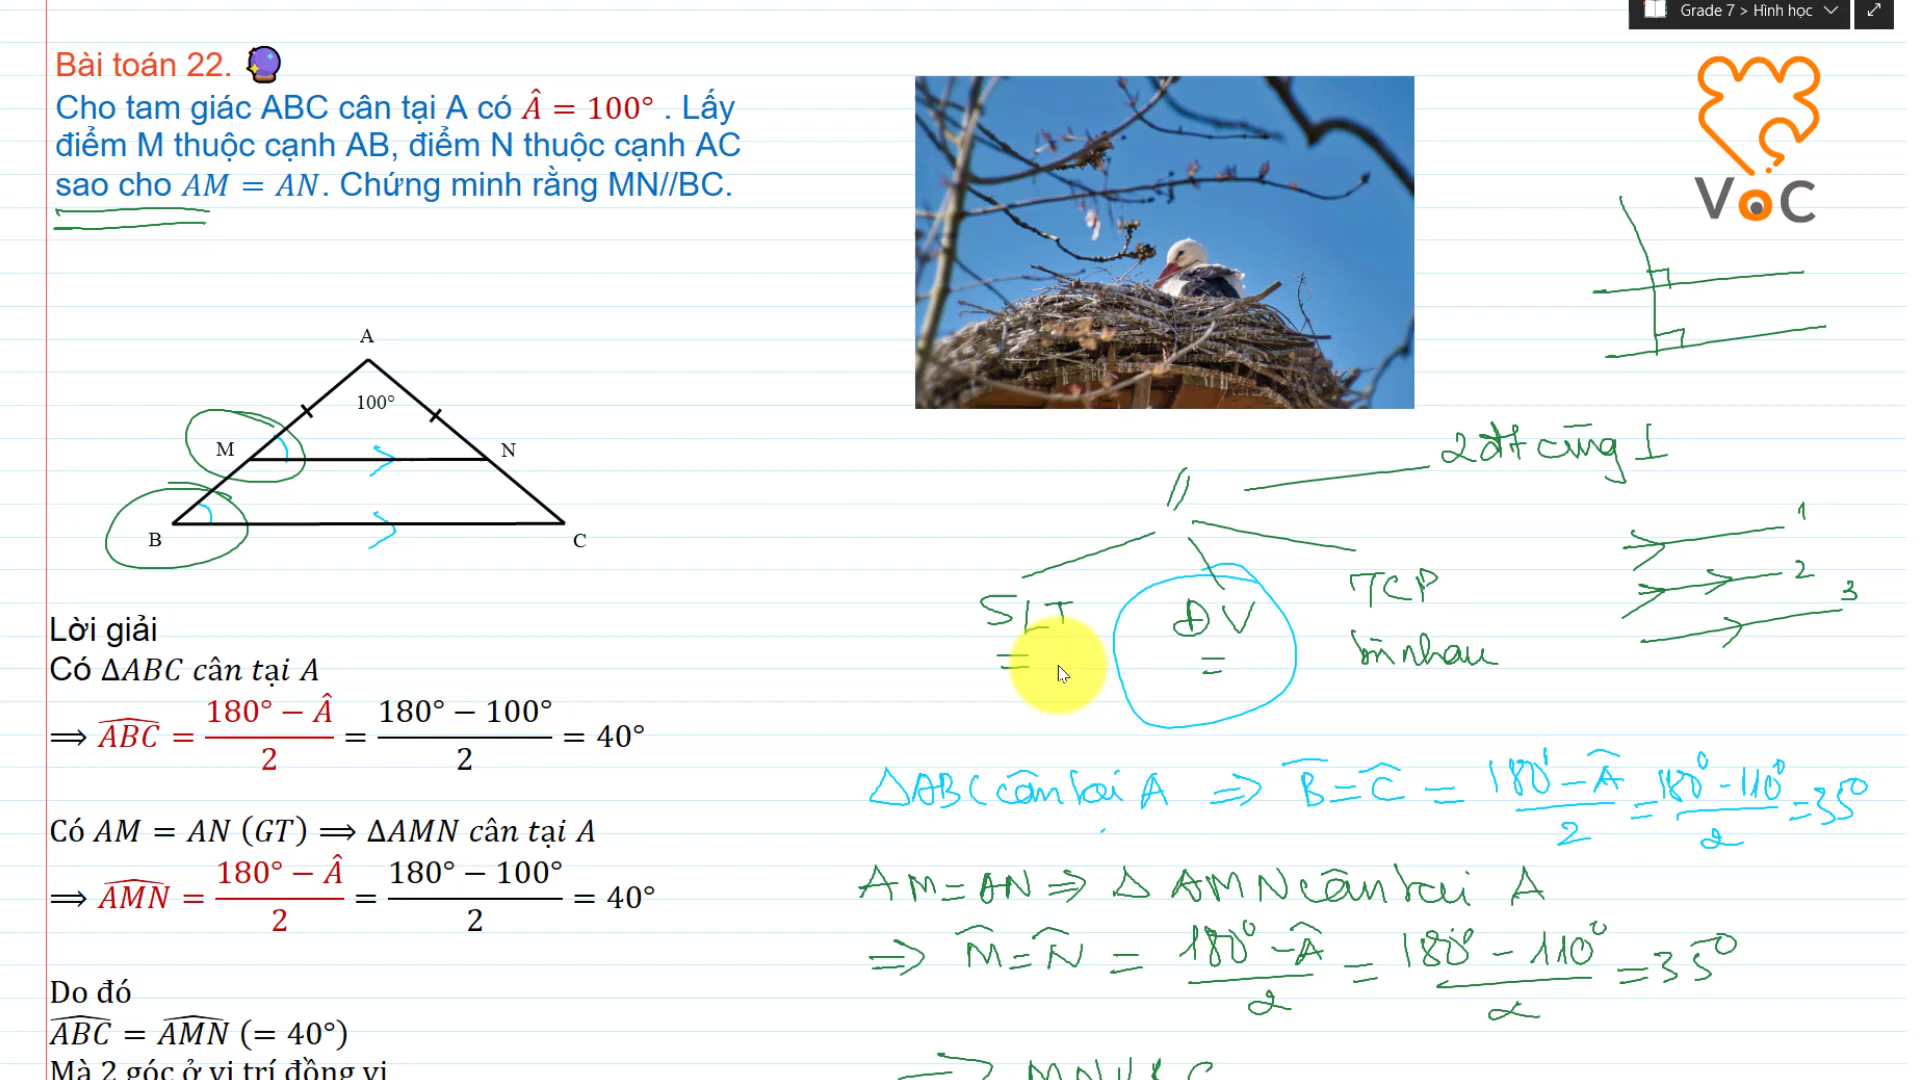 Grade 7 > Hình học
Bài toán 22.
Cho tam giác ABC cân tại A có Â = 100° . Lấy
điểm M thuộc cạnh AB, điểm N thuộc cạnh AC
sao cho AM = AN. Chứng minh rằng MN//BC.
VOC
A
100°
M
N
B
C
Lời giải
Có ΔABC cân tại A
⟹ ABC = (180° − Â)/2 = (180° − 100°)/2 = 40°
Có AM = AN (GT) ⟹ ΔAMN cân tại A
⟹ AMN = (180° − Â)/2 = (180° − 100°)/2 = 40°
Do đó
ABC = AMN (= 40°)
Mà 2 góc ở vị trí đồng vị
2 đt cùng ⊥
//
SLT
=
ĐV
=
TCP
bù nhau
1
2
3
Δ ABC cân tại A ⇒ B̂ = Ĉ = (180° − Â)/2 = (180° − 110°)/2 = 35°
AM = AN ⇒ Δ AMN cân tại A
⇒ M̂ = N̂ = (180° − Â)/2 = (180° − 110°)/2 = 35°
⇒ MN // BC